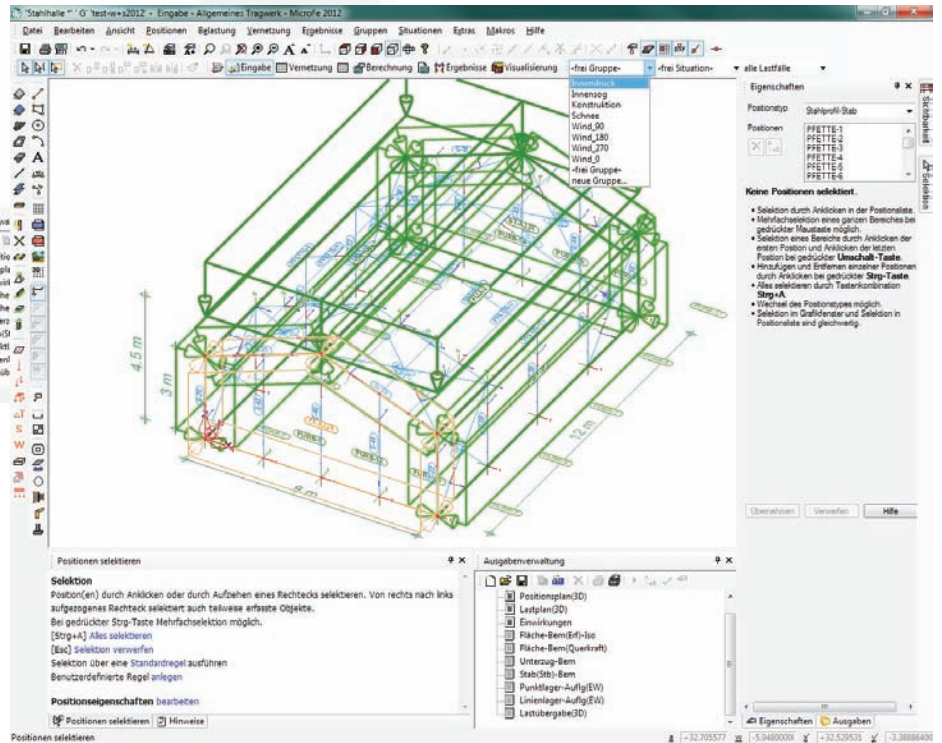 'Stahlhalle *' ' G 'test-w+s2012' - Eingabe - Allgemeines Tragwerk - MicroFe 2012
Datei Bearbeiten Ansicht Positionen Belastung Vernetzung Ergebnisse Gruppen Situationen Extras Makros Hilfe
Eingabe Vernetzung Berechnung Ergebnisse Visualisierung -frei Gruppe- -frei Situation- alle Lastfälle
Innendruck
Innensog
Konstruktion
Schnee
Wind_90
Wind_180
Wind_270
Wind_0
-frei Gruppe-
neue Gruppe...
4.5 m
3 m
12 m
8 m
Eigenschaften
Positionstyp Stahlprofil-Stab
Positionen PFETTE-1
PFETTE-2
PFETTE-3
PFETTE-4
PFETTE-5
PFETTE-6
Keine Positionen selektiert.
• Selektion durch Anklicken in der Positionsliste.
• Mehrfachselektion eines ganzen Bereiches bei
gedrückter Maustaste möglich.
• Selektion eines Bereichs durch Anklicken der
ersten Position und Anklicken der letzten
Position bei gedrückter Umschalt-Taste.
• Hinzufügen und Entfernen einzelner Positionen
durch Anklicken bei gedrückter Strg-Taste.
• Alles selektieren durch Tastenkombination
Strg+A.
• Wechsel des Positionstypes möglich.
• Selektion im Grafikfenster und Selektion in
Positionsliste sind gleichwertig.
Übernehmen Verwerfen Hilfe
Sichtbarkeit
Selektion
Positionen selektieren
Selektion
Position(en) durch Anklicken oder durch Aufziehen eines Rechtecks selektieren. Von rechts nach links
aufgezogenes Rechteck selektiert auch teilweise erfasste Objekte.
Bei gedrückter Strg-Taste Mehrfachselektion möglich.
[Strg+A] Alles selektieren
[Esc] Selektion verwerfen
Selektion über eine Standardregel ausführen
Benutzerdefinierte Regel anlegen
Positionseigenschaften bearbeiten
Positionen selektieren Hinweise
Ausgabenverwaltung
Positionsplan(3D)
Lastplan(3D)
Einwirkungen
Fläche-Bem(Erf)-Iso
Fläche-Bem(Querkraft)
Unterzug-Bem
Stab(Stb)-Bem
Punktlager-Auflg(EW)
Linienlager-Auflg(EW)
Lastübergabe(3D)
Eigenschaften Ausgaben
Positionen selektieren